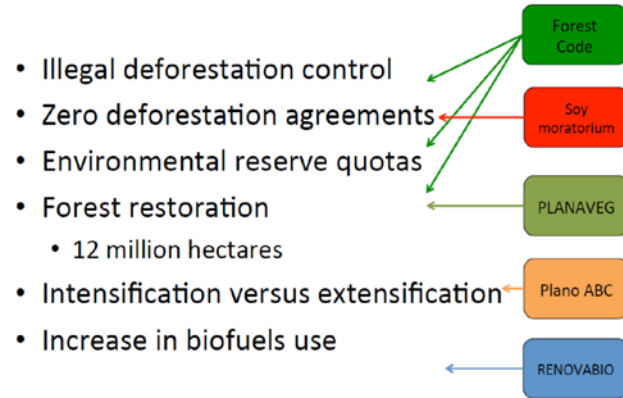 • Illegal deforestation control
• Zero deforestation agreements
• Environmental reserve quotas
• Forest restoration
• 12 million hectares
• Intensification versus extensification
• Increase in biofuels use
Forest
Code
Soy
moratorium
PLANAVEG
Plano ABC
RENOVABIO